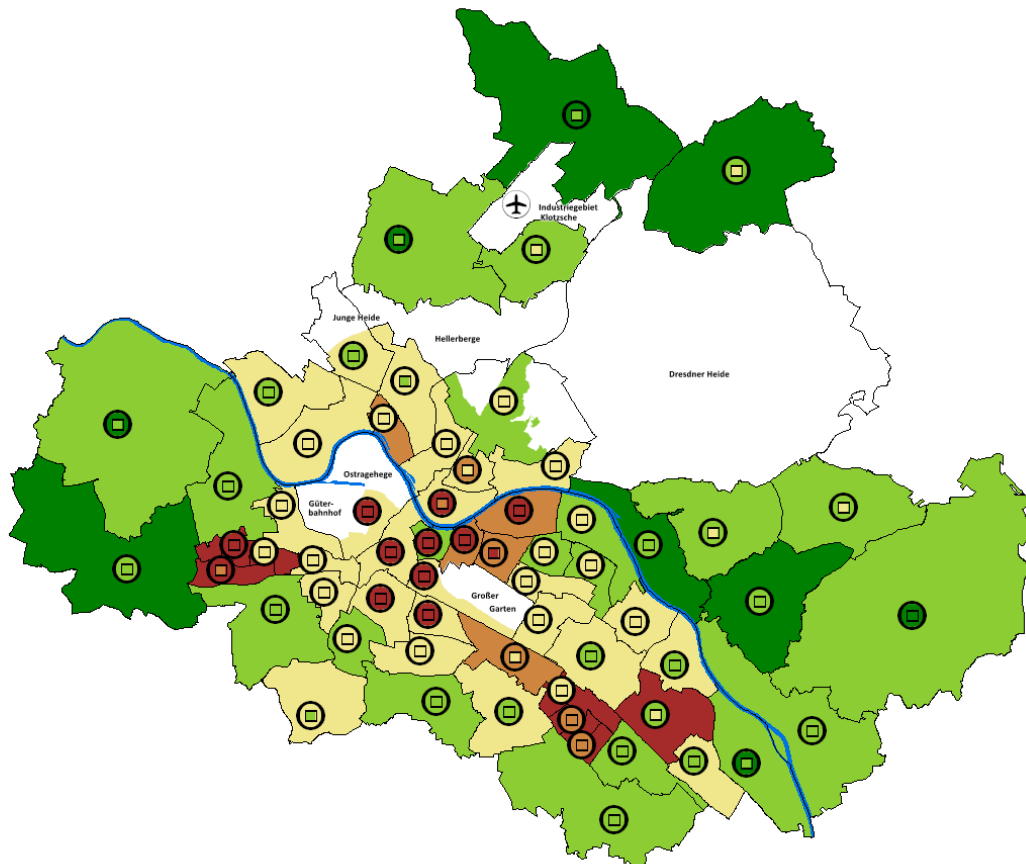 Industriegebiet
Klotzsche
Junge Heide
Hellerberge
Dresdner Heide
Ostragehege
Güter-
bahnhof
Großer
Garten